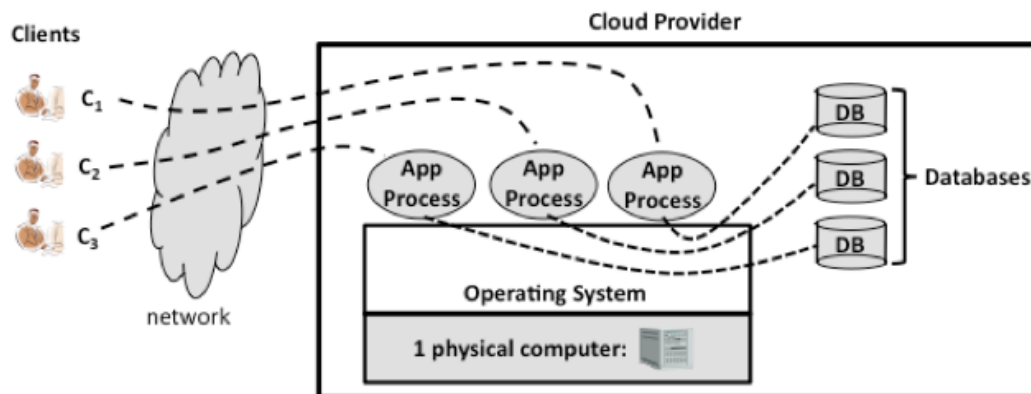 Cloud Provider
Clients
C1
C2
C3
network
App
Process
App
Process
App
Process
DB
DB
DB
Databases
Operating System
1 physical computer: